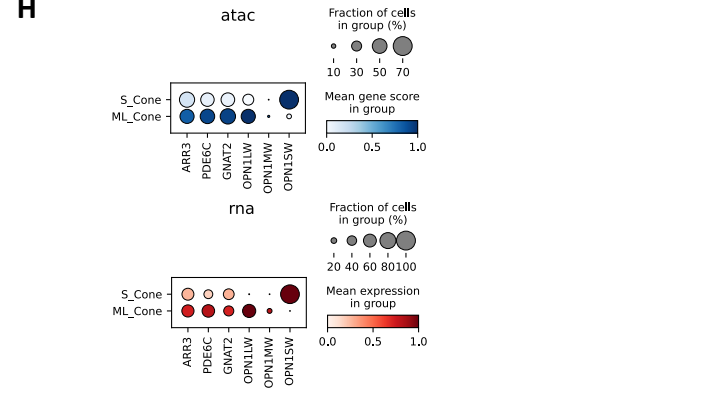 H
atac
Fraction of cells
in group (%)
10 30 50 70
S_Cone
ML_Cone
Mean gene score
in group
0.0 0.5 1.0
ARR3
PDE6C
GNAT2
OPN1LW
OPN1MW
OPN1SW
rna
Fraction of cells
in group (%)
20 40 60 80 100
S_Cone
ML_Cone
Mean expression
in group
0.0 0.5 1.0
ARR3
PDE6C
GNAT2
OPN1LW
OPN1MW
OPN1SW